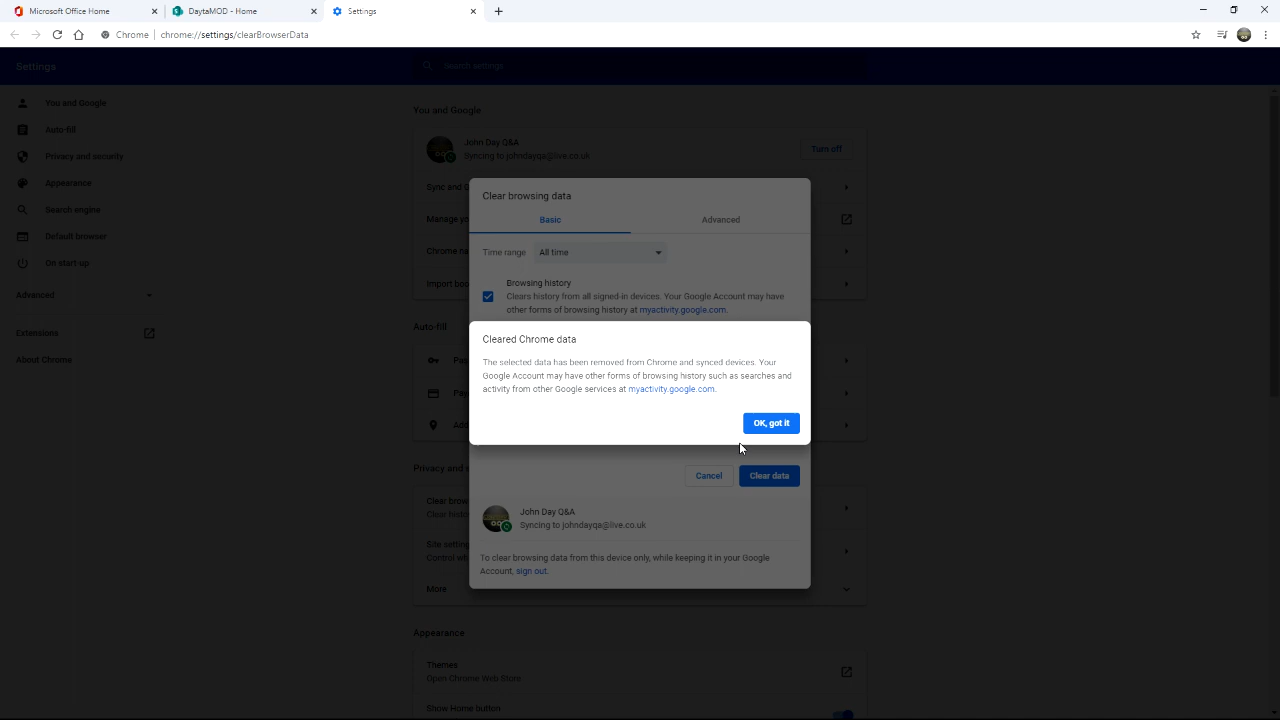 Microsoft Office Home
DaytaMOD - Home
Settings
Chrome
chrome://settings/clearBrowserData
Settings
Search settings
You and Google
Auto-fill
Privacy and security
Appearance
Search engine
Default browser
On start-up
Advanced
Extensions
About Chrome
You and Google
John Day Q&A
Syncing to johndayqa@live.co.uk
Turn off
Sync and G
Manage yo
Chrome na
Import boo
Clear browsing data
Basic
Advanced
Time range
All time
Browsing history
Clears history from all signed-in devices. Your Google Account may have
other forms of browsing history at myactivity.google.com.
Cleared Chrome data
The selected data has been removed from Chrome and synced devices. Your
Google Account may have other forms of browsing history such as searches and
activity from other Google services at myactivity.google.com.
OK, got it
Cancel
Clear data
John Day Q&A
Syncing to johndayqa@live.co.uk
To clear browsing data from this device only, while keeping it in your Google
Account, sign out.
Auto-fill
Pas
Pay
Add
Privacy and s
Clear brow
Clear histo
Site setting
Control wh
More
Appearance
Themes
Open Chrome Web Store
Show Home button